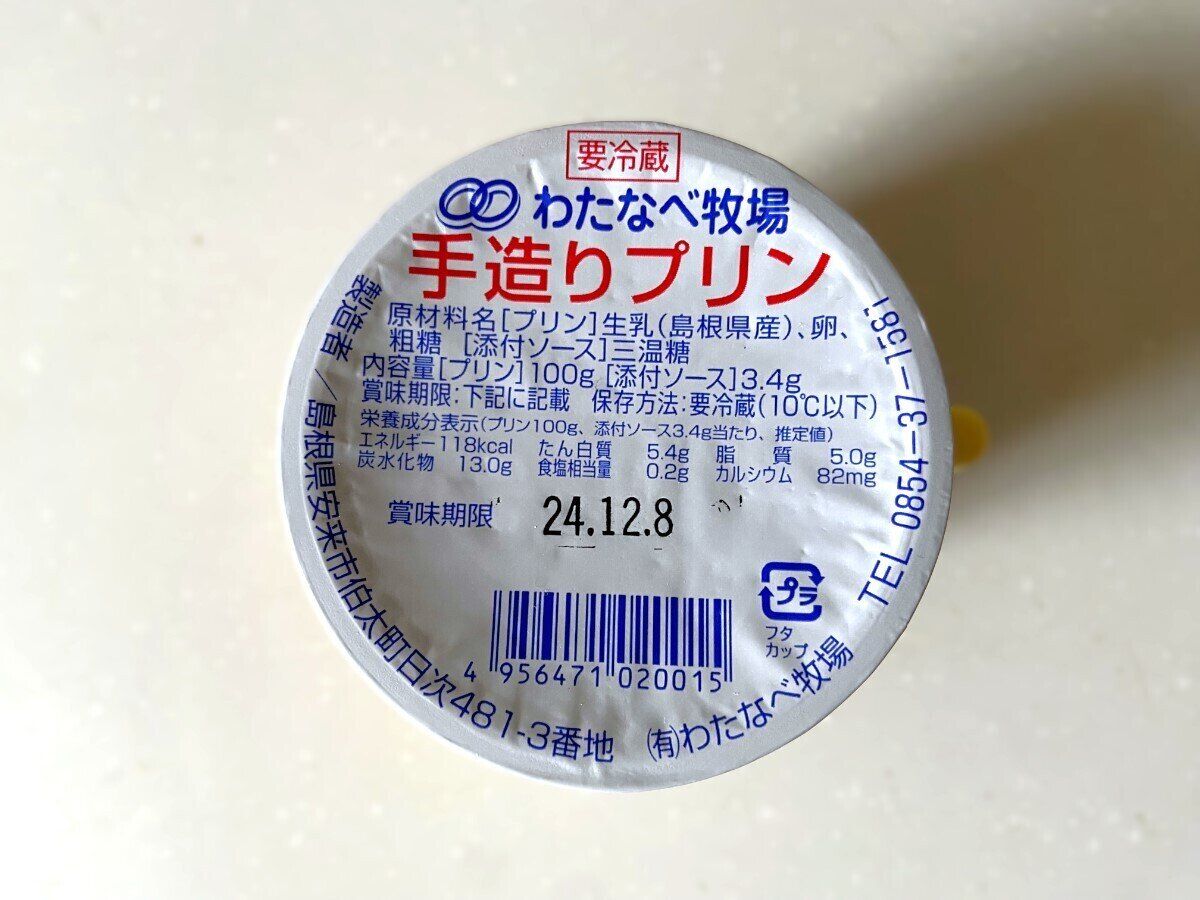 要冷蔵
わたなべ牧場
手造りプリン
原材料名[プリン]生乳(島根県産)、卵、
粗糖 [添付ソース]三温糖
内容量[プリン]100g [添付ソース]3.4g
賞味期限:下記に記載 保存方法:要冷蔵(10℃以下)
栄養成分表示(プリン100g、添付ソース3.4g当たり、推定値)
エネルギー118kcal たん白質 5.4g 脂質 5.0g
炭水化物 13.0g 食塩相当量 0.2g カルシウム 82mg
賞味期限 24.12.8
プラ
フタ
カップ
4 956471 020015
製造者/島根県安来市伯太町日次481-3番地 (有)わたなべ牧場 TEL 0854-37-1581